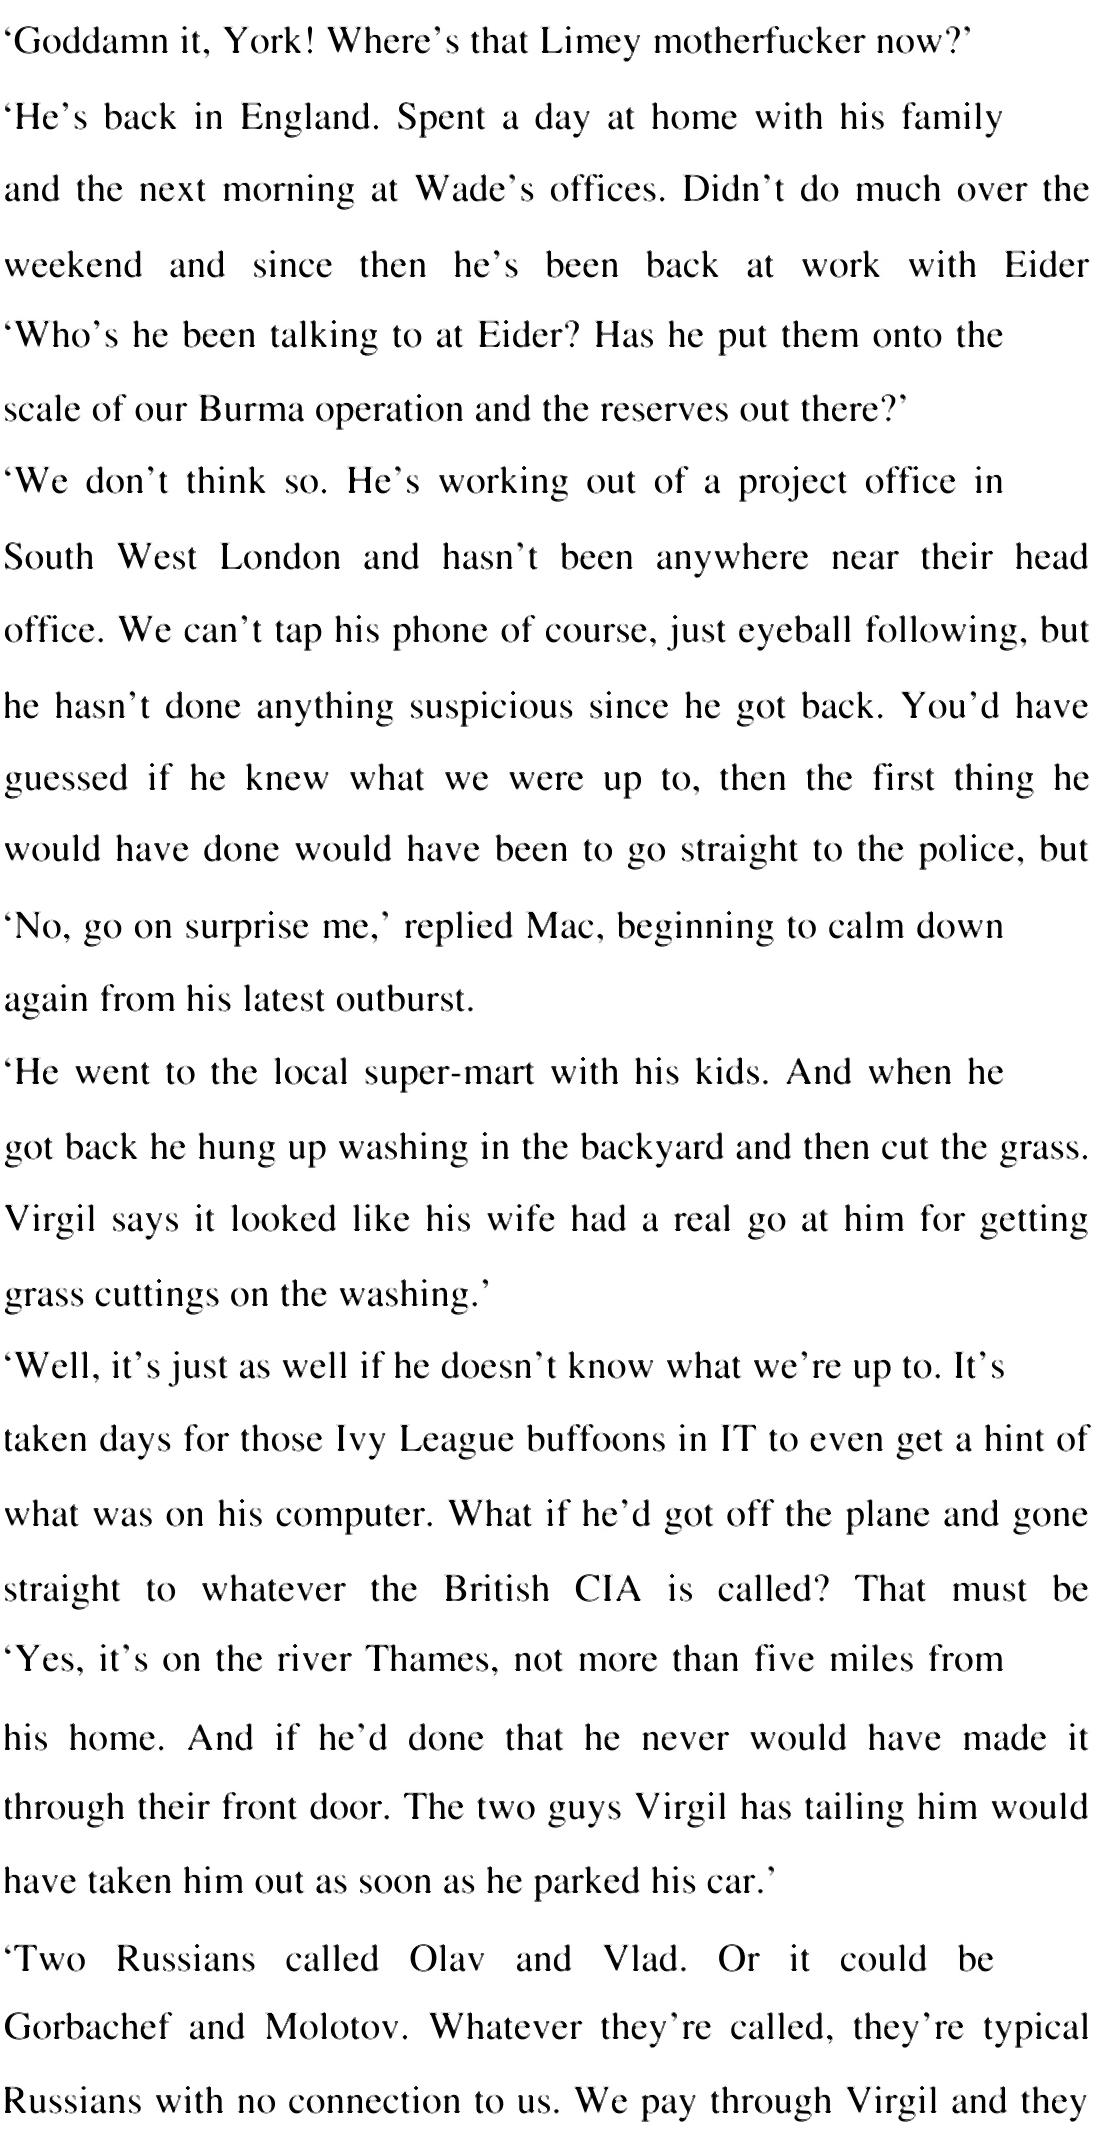 ‘Goddamn it, York! Where’s that Limey motherfucker now?’
‘He’s back in England. Spent a day at home with his family
and the next morning at Wade’s offices. Didn’t do much over the
weekend and since then he’s been back at work with Eider
‘Who’s he been talking to at Eider? Has he put them onto the
scale of our Burma operation and the reserves out there?’
‘We don’t think so. He’s working out of a project office in
South West London and hasn’t been anywhere near their head
office. We can’t tap his phone of course, just eyeball following, but
he hasn’t done anything suspicious since he got back. You’d have
guessed if he knew what we were up to, then the first thing he
would have done would have been to go straight to the police, but
‘No, go on surprise me,’ replied Mac, beginning to calm down
again from his latest outburst.
‘He went to the local super-mart with his kids. And when he
got back he hung up washing in the backyard and then cut the grass.
Virgil says it looked like his wife had a real go at him for getting
grass cuttings on the washing.’
‘Well, it’s just as well if he doesn’t know what we’re up to. It’s
taken days for those Ivy League buffoons in IT to even get a hint of
what was on his computer. What if he’d got off the plane and gone
straight to whatever the British CIA is called? That must be
‘Yes, it’s on the river Thames, not more than five miles from
his home. And if he’d done that he never would have made it
through their front door. The two guys Virgil has tailing him would
have taken him out as soon as he parked his car.’
‘Two Russians called Olav and Vlad. Or it could be
Gorbachef and Molotov. Whatever they’re called, they’re typical
Russians with no connection to us. We pay through Virgil and they